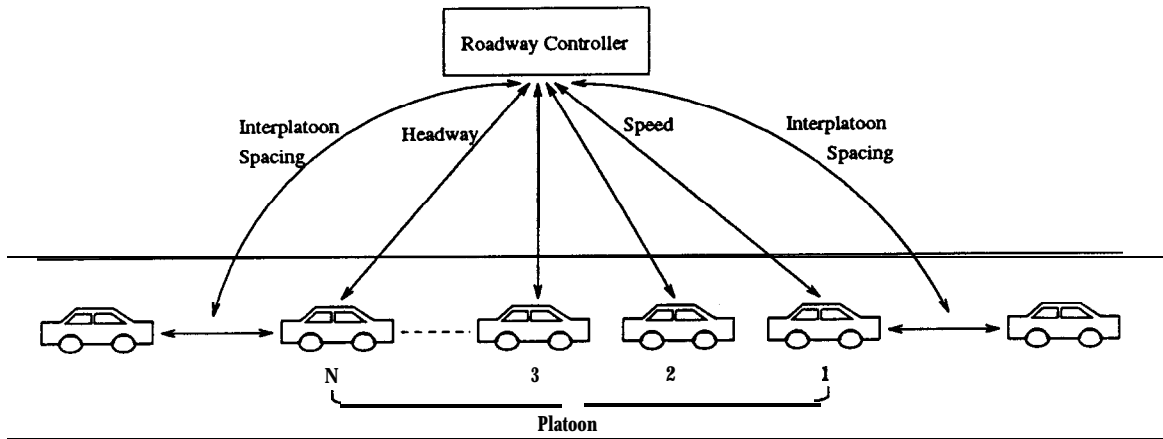 Roadway Controller
Interplatoon
Spacing
Headway
Speed
Interplatoon
Spacing
N
3
2
1
Platoon